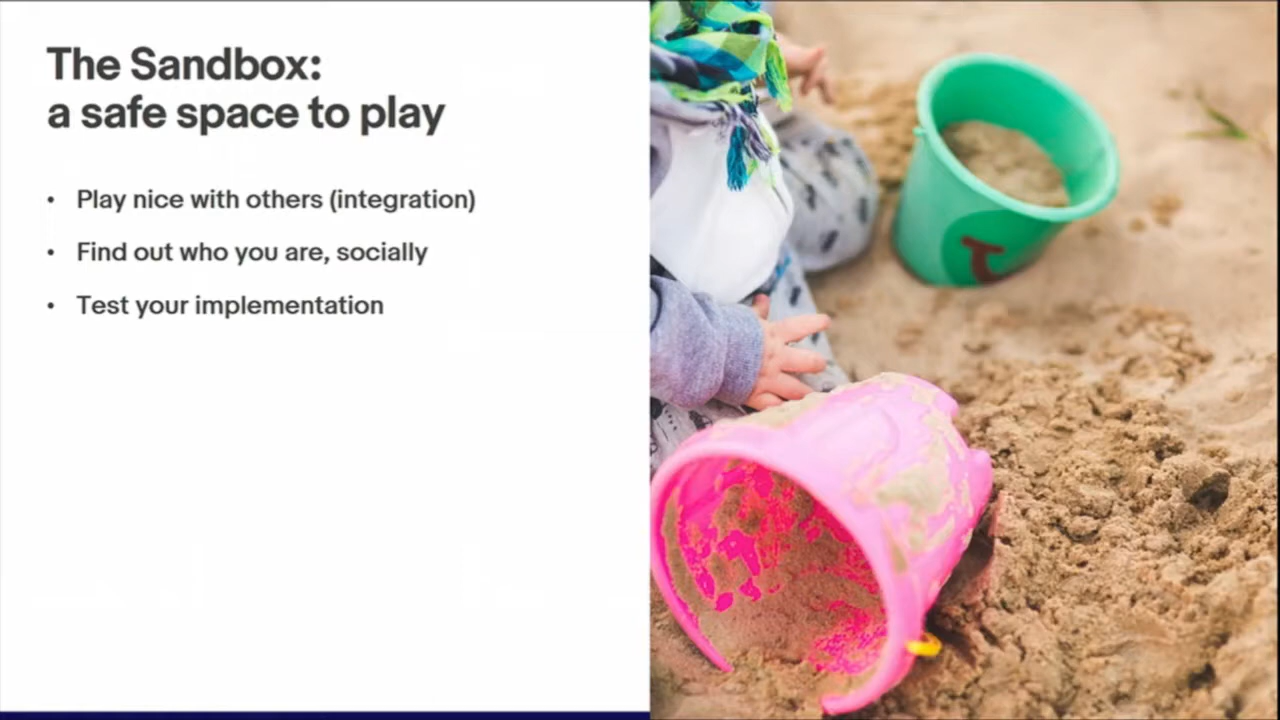 The Sandbox:
a safe space to play
• Play nice with others (integration)
• Find out who you are, socially
• Test your implementation